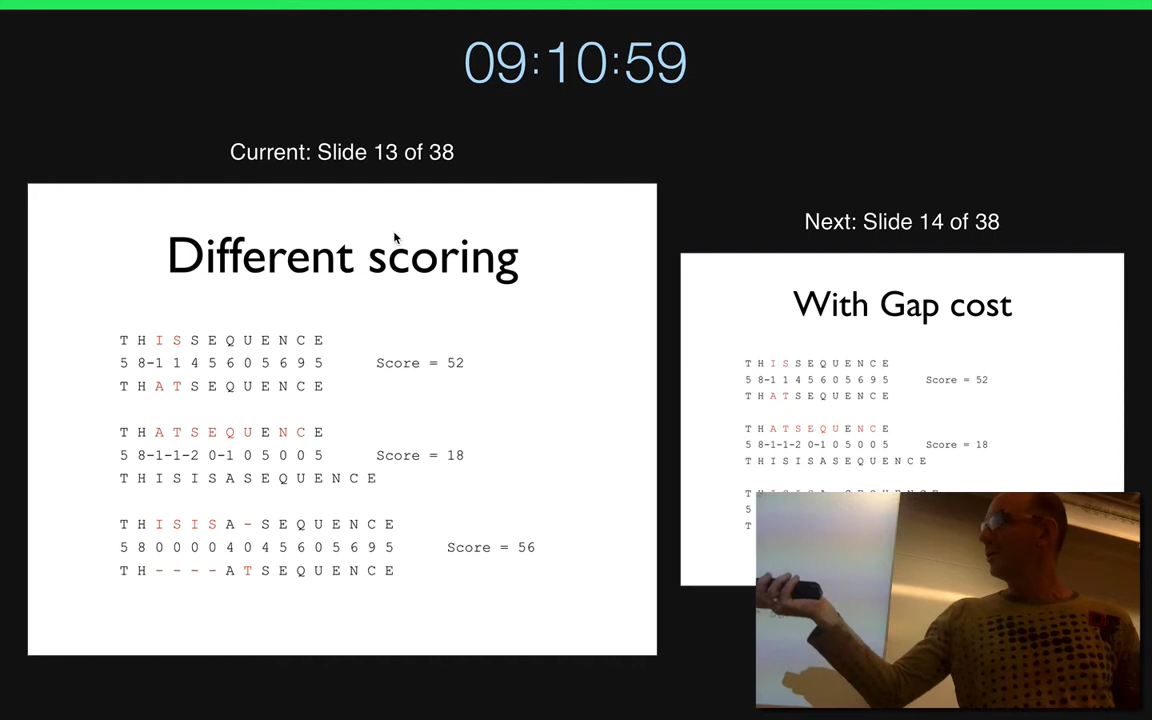 09:10:59
Current: Slide 13 of 38
Different scoring
T H I S S E Q U E N C E
5 8-1 1 4 5 6 0 5 6 9 5 Score = 52
T H A T S E Q U E N C E
T H A T S E Q U E N C E
5 8-1-1-2 0-1 0 5 0 0 5 Score = 18
T H I S I S A S E Q U E N C E
T H I S I S A - S E Q U E N C E
5 8 0 0 0 0 4 0 4 5 6 0 5 6 9 5 Score = 56
T H - - - - A T S E Q U E N C E
Next: Slide 14 of 38
With Gap cost
T H I S S E Q U E N C E
5 8-1 1 4 5 6 0 5 6 9 5 Score = 52
T H A T S E Q U E N C E
T H A T S E Q U E N C E
5 8-1-1-2 0-1 0 5 0 0 5 Score = 18
T H I S I S A S E Q U E N C E
T H I S I S A - S E Q U E N C E
5
T